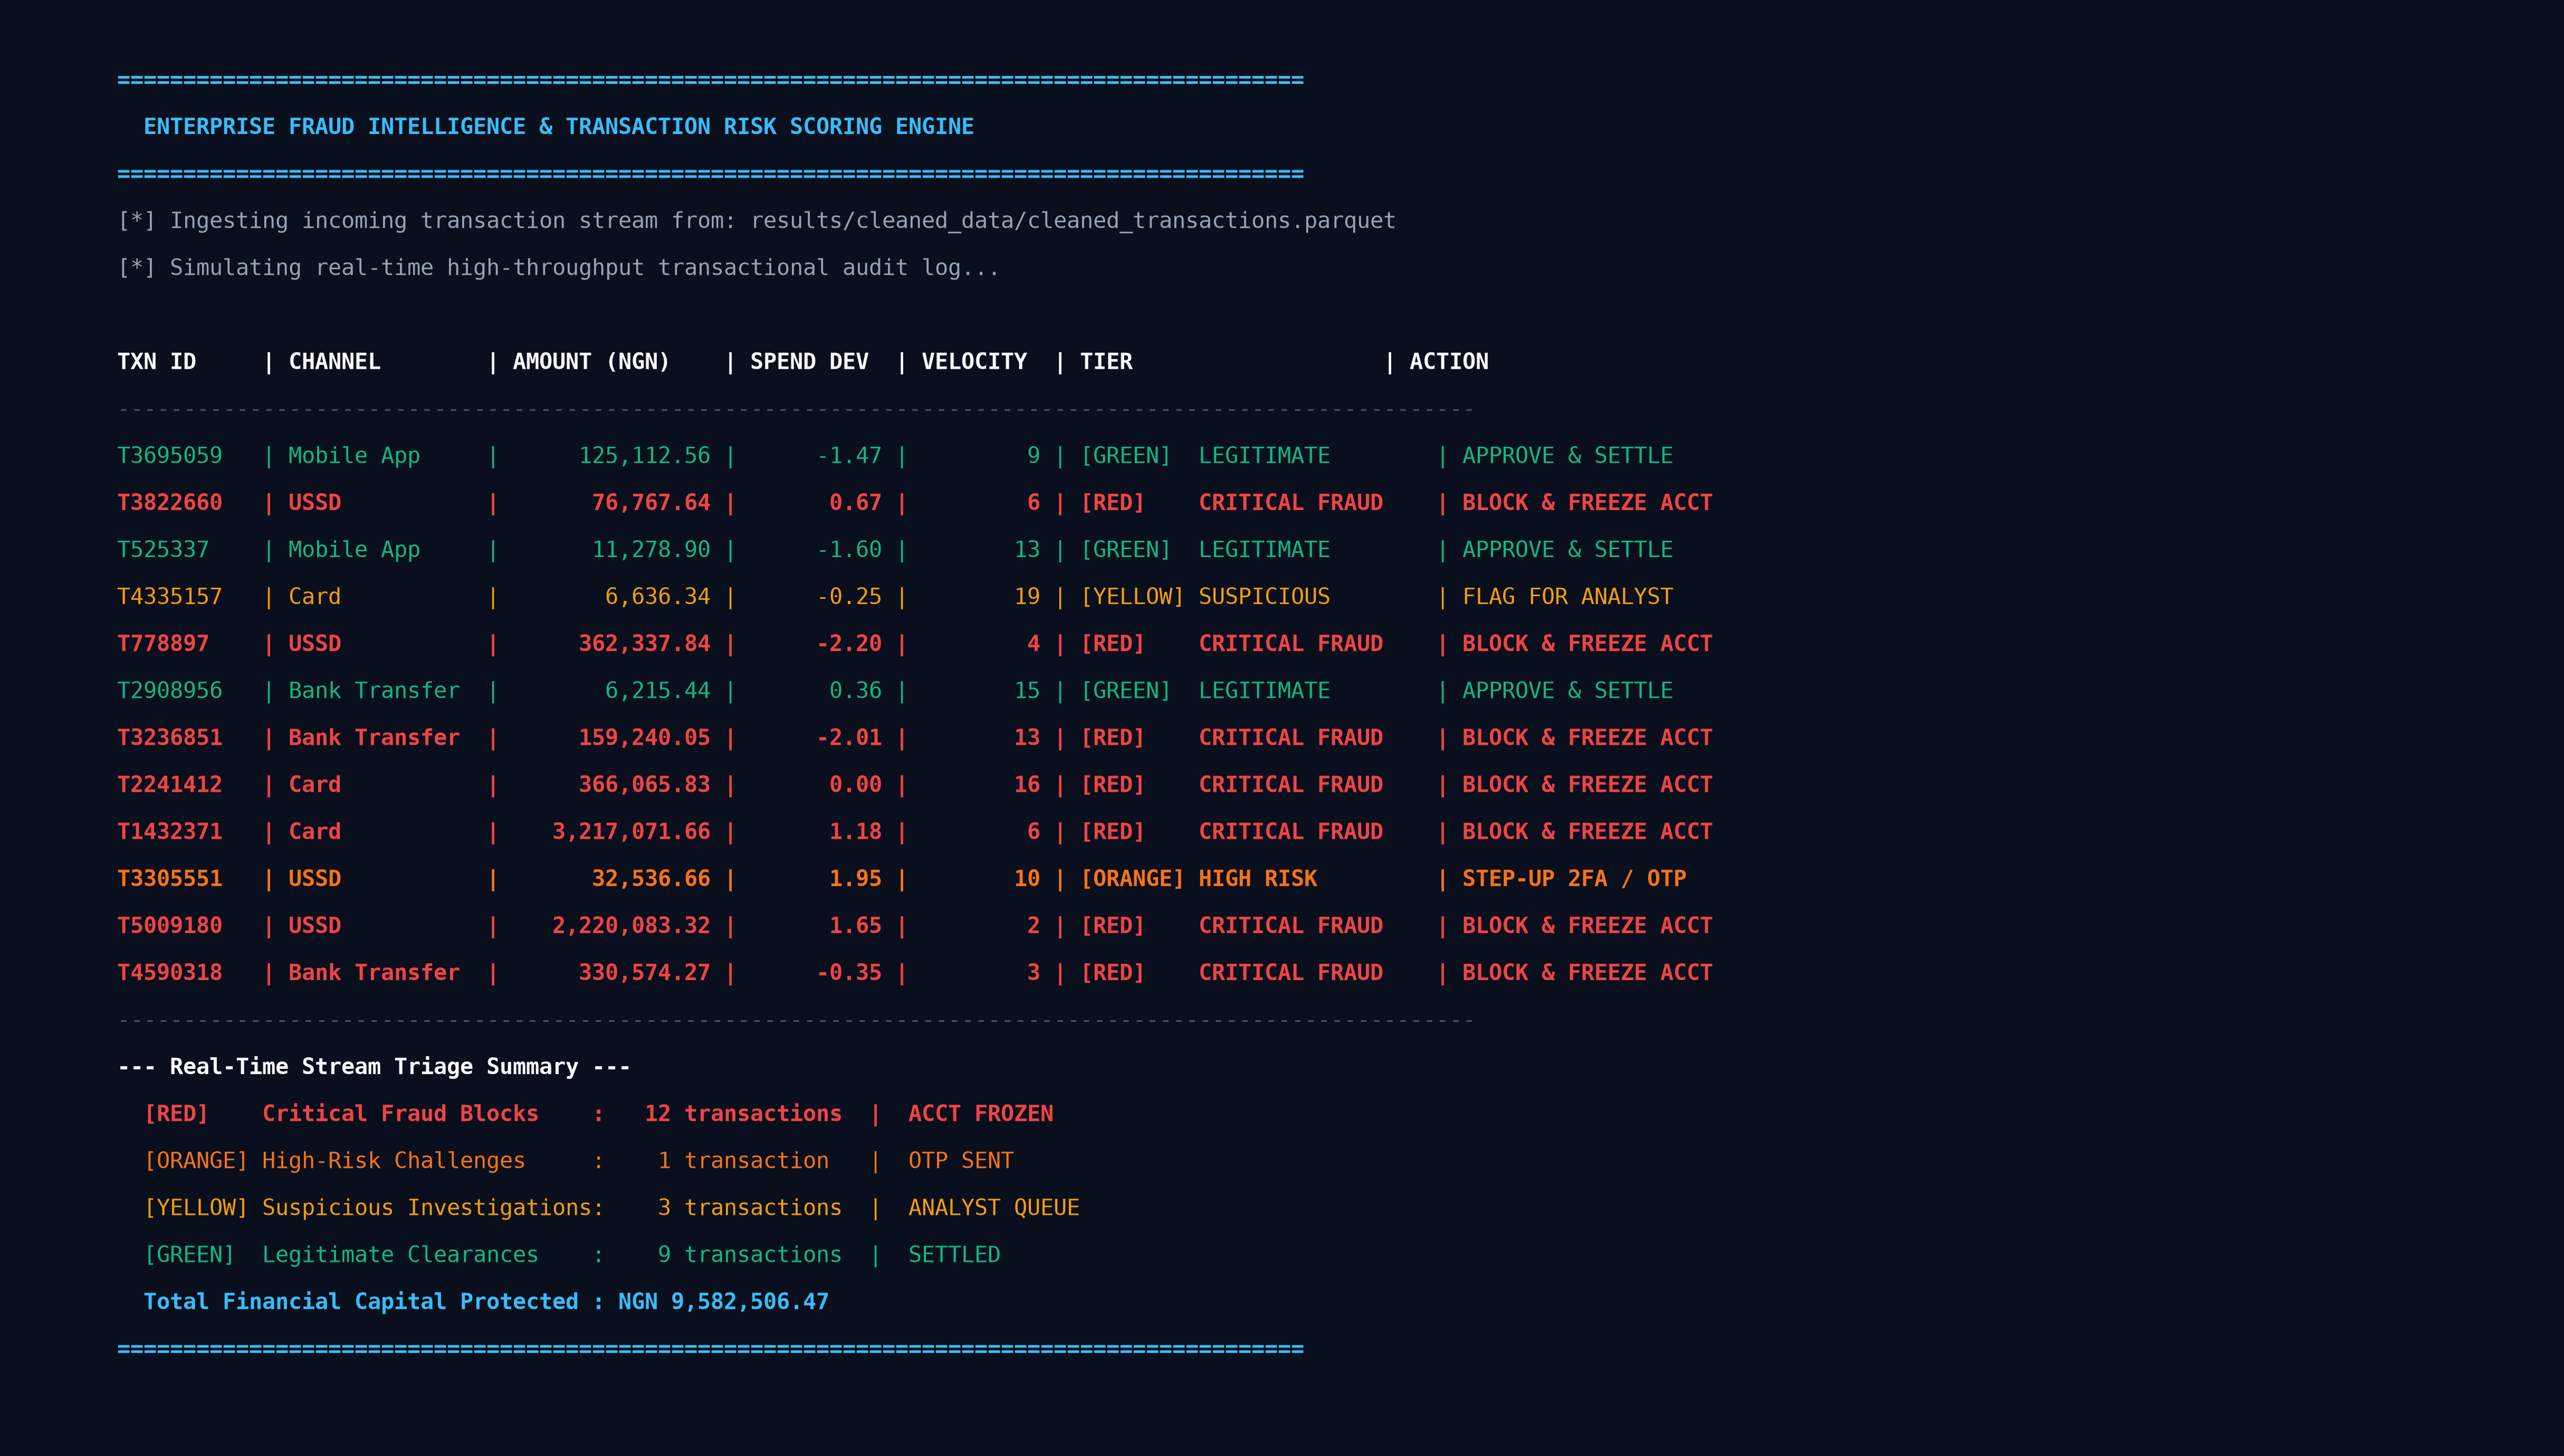 ==========================================================================================
  ENTERPRISE FRAUD INTELLIGENCE & TRANSACTION RISK SCORING ENGINE
==========================================================================================
[*] Ingesting incoming transaction stream from: results/cleaned_data/cleaned_transactions.parquet
[*] Simulating real-time high-throughput transactional audit log...

TXN ID     | CHANNEL        | AMOUNT (NGN)    | SPEND DEV  | VELOCITY  | TIER                   | ACTION
-------------------------------------------------------------------------------------------------------
T3695059   | Mobile App     |      125,112.56 |      -1.47 |         9 | [GREEN]  LEGITIMATE        | APPROVE & SETTLE
T3822660   | USSD           |       76,767.64 |       0.67 |         6 | [RED]    CRITICAL FRAUD    | BLOCK & FREEZE ACCT
T525337    | Mobile App     |       11,278.90 |      -1.60 |        13 | [GREEN]  LEGITIMATE        | APPROVE & SETTLE
T4335157   | Card           |        6,636.34 |      -0.25 |        19 | [YELLOW] SUSPICIOUS        | FLAG FOR ANALYST
T778897    | USSD           |      362,337.84 |      -2.20 |         4 | [RED]    CRITICAL FRAUD    | BLOCK & FREEZE ACCT
T2908956   | Bank Transfer  |        6,215.44 |       0.36 |        15 | [GREEN]  LEGITIMATE        | APPROVE & SETTLE
T3236851   | Bank Transfer  |      159,240.05 |      -2.01 |        13 | [RED]    CRITICAL FRAUD    | BLOCK & FREEZE ACCT
T2241412   | Card           |      366,065.83 |       0.00 |        16 | [RED]    CRITICAL FRAUD    | BLOCK & FREEZE ACCT
T1432371   | Card           |    3,217,071.66 |       1.18 |         6 | [RED]    CRITICAL FRAUD    | BLOCK & FREEZE ACCT
T3305551   | USSD           |       32,536.66 |       1.95 |        10 | [ORANGE] HIGH RISK         | STEP-UP 2FA / OTP
T5009180   | USSD           |    2,220,083.32 |       1.65 |         2 | [RED]    CRITICAL FRAUD    | BLOCK & FREEZE ACCT
T4590318   | Bank Transfer  |      330,574.27 |      -0.35 |         3 | [RED]    CRITICAL FRAUD    | BLOCK & FREEZE ACCT
-------------------------------------------------------------------------------------------------------
--- Real-Time Stream Triage Summary ---
  [RED]    Critical Fraud Blocks    :   12 transactions  |  ACCT FROZEN
  [ORANGE] High-Risk Challenges     :    1 transaction   |  OTP SENT
  [YELLOW] Suspicious Investigations:    3 transactions  |  ANALYST QUEUE
  [GREEN]  Legitimate Clearances    :    9 transactions  |  SETTLED
  Total Financial Capital Protected : NGN 9,582,506.47
==========================================================================================